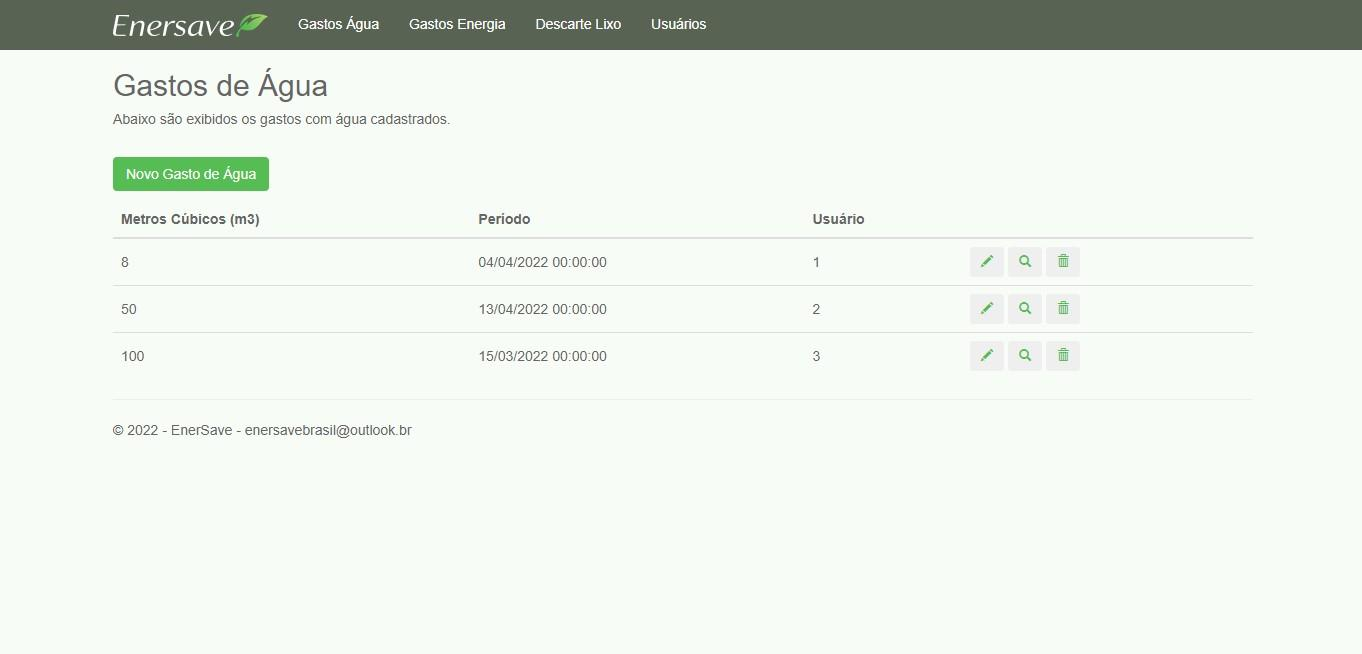 Enersave Gastos Água Gastos Energia Descarte Lixo Usuários
Gastos de Água
Abaixo são exibidos os gastos com água cadastrados.
Novo Gasto de Água
Metros Cúbicos (m3) Período Usuário
8 04/04/2022 00:00:00 1
50 13/04/2022 00:00:00 2
100 15/03/2022 00:00:00 3
© 2022 - EnerSave - enersavebrasil@outlook.br